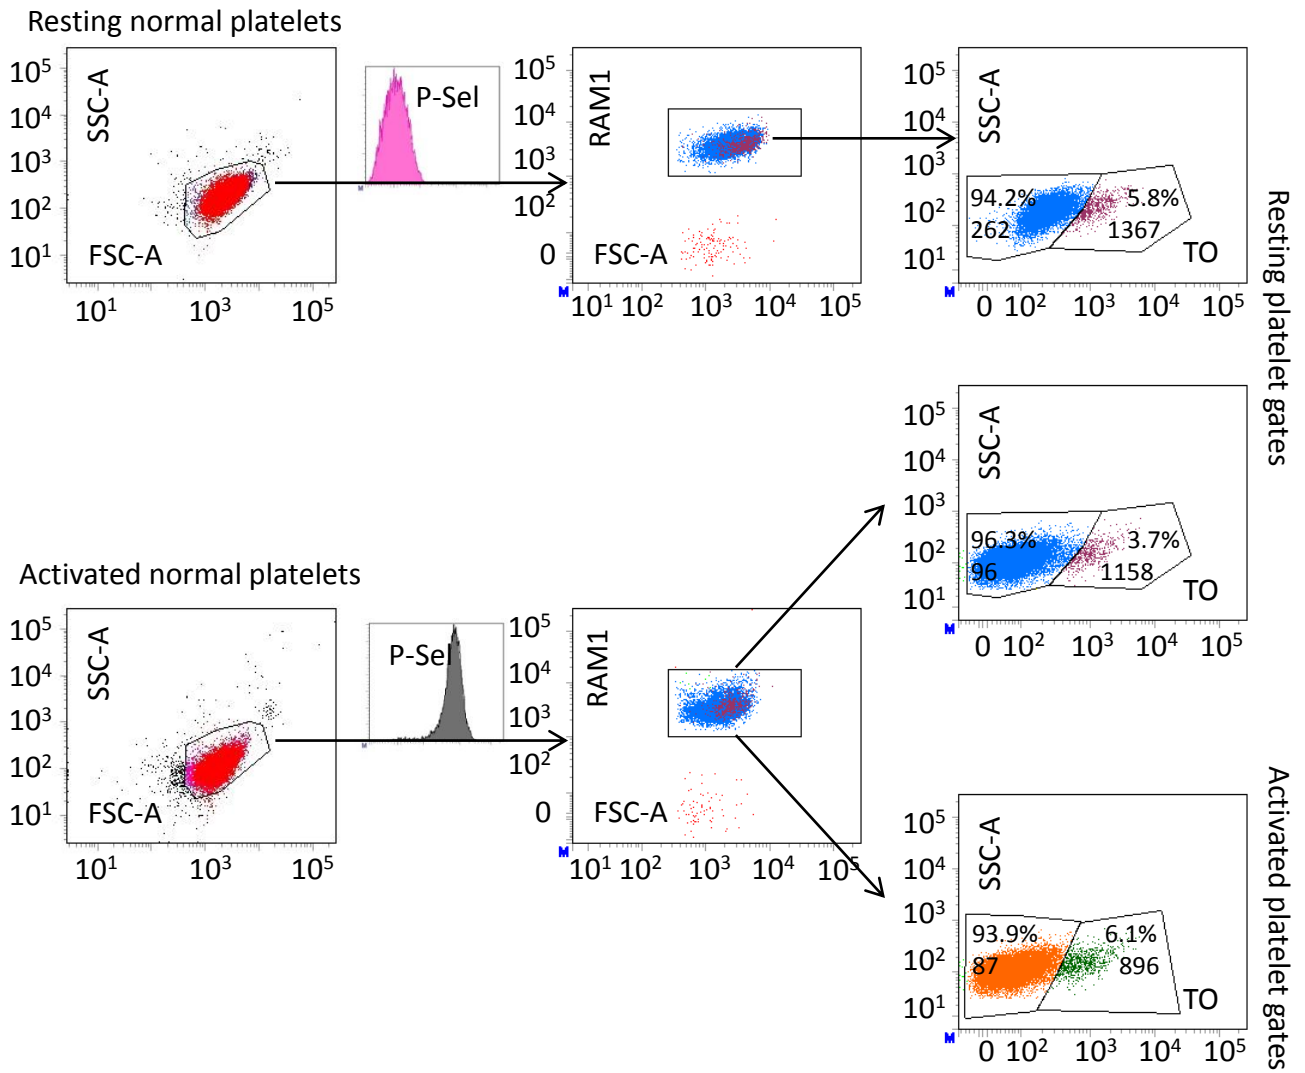 Resting normal platelets
10⁵
10⁴
10³
10²
10¹
SSC-A
FSC-A
10¹
10³
10⁵
P-Sel
10⁵
10⁴
10³
10²
0
RAM1
FSC-A
M
10¹ 10² 10³ 10⁴ 10⁵
10⁵
10⁴
10³
10²
10¹
SSC-A
94.2%
262
5.8%
1367
TO
M
0 10² 10³ 10⁴ 10⁵
Resting platelet gates
10⁵
10⁴
10³
10²
10¹
SSC-A
96.3%
96
3.7%
1158
TO
M
0 10² 10³ 10⁴ 10⁵
Activated normal platelets
10⁵
10⁴
10³
10²
10¹
SSC-A
FSC-A
10¹
10³
10⁵
P-Sel
10⁵
10⁴
10³
10²
0
RAM1
FSC-A
M
10¹ 10² 10³ 10⁴ 10⁵
10⁵
10⁴
10³
10²
10¹
SSC-A
93.9%
87
6.1%
896
TO
M
0 10² 10³ 10⁴ 10⁵
Activated platelet gates